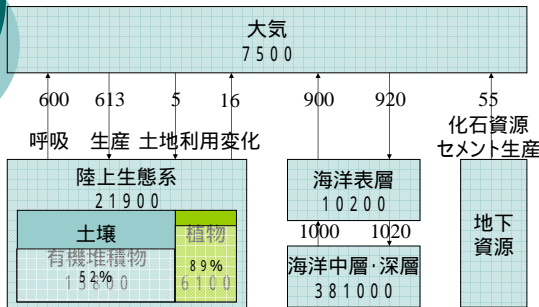 大気
7500
600 613 5 16 900 920 55
呼吸 生産 土地利用変化
化石資源
セメント生産
陸上生態系
21900
土壌
有機堆積物
13800
52%
植物
89%
6100
海洋表層
10200
1000 1020
海洋中層・深層
381000
地下
資源